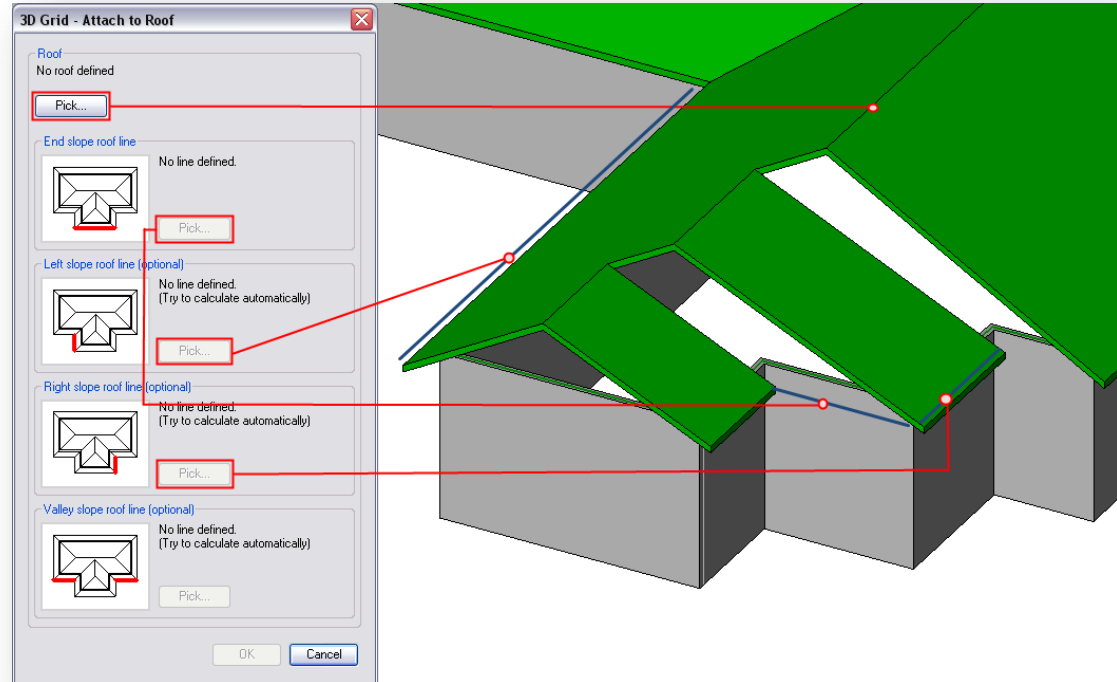 3D Grid - Attach to Roof
Roof
No roof defined
Pick...
End slope roof line
No line defined.
Pick...
Left slope roof line (optional)
No line defined.
(Try to calculate automatically)
Pick...
Right slope roof line (optional)
No line defined.
(Try to calculate automatically)
Pick...
Valley slope roof line (optional)
No line defined.
(Try to calculate automatically)
Pick...
OK
Cancel